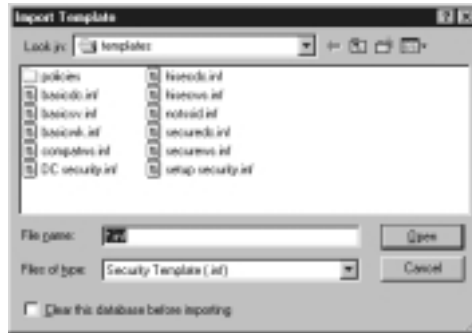 Import Template
Look in: templates
policies
basicdc.inf
basicsv.inf
basicwk.inf
compatws.inf
DC security.inf
hisecdc.inf
hisecws.inf
notssid.inf
securedc.inf
securews.inf
setup security.inf
File name:
Open
Files of type: Security Template (.inf)
Cancel
Clear this database before importing